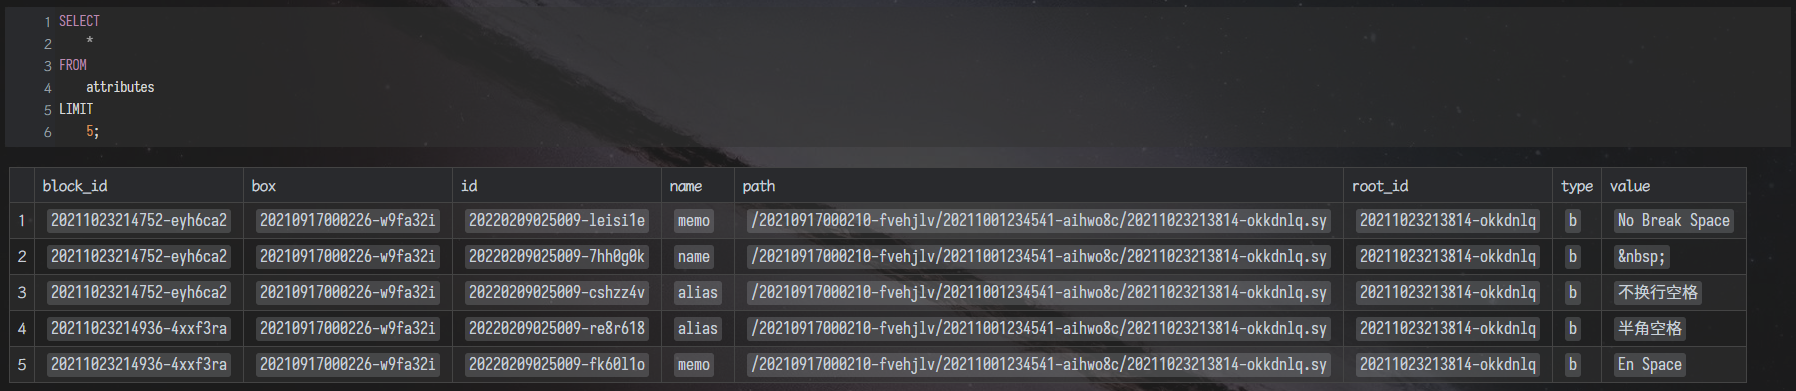 1 SELECT
2 *
3 FROM
4 attributes
5 LIMIT
6 5;
block_id box id name path root_id type value
1 20211023214752-eyh6ca2 20210917000226-w9fa32i 20220209025009-leisi1e memo /20210917000210-fvehjlv/20211001234541-aihwo8c/20211023213814-okkdnlq.sy 20211023213814-okkdnlq b No Break Space
2 20211023214752-eyh6ca2 20210917000226-w9fa32i 20220209025009-7hh0g0k name /20210917000210-fvehjlv/20211001234541-aihwo8c/20211023213814-okkdnlq.sy 20211023213814-okkdnlq b &nbsp;
3 20211023214752-eyh6ca2 20210917000226-w9fa32i 20220209025009-cshzz4v alias /20210917000210-fvehjlv/20211001234541-aihwo8c/20211023213814-okkdnlq.sy 20211023213814-okkdnlq b 不换行空格
4 20211023214936-4xxf3ra 20210917000226-w9fa32i 20220209025009-re8r618 alias /20210917000210-fvehjlv/20211001234541-aihwo8c/20211023213814-okkdnlq.sy 20211023213814-okkdnlq b 半角空格
5 20211023214936-4xxf3ra 20210917000226-w9fa32i 20220209025009-fk60l1o memo /20210917000210-fvehjlv/20211001234541-aihwo8c/20211023213814-okkdnlq.sy 20211023213814-okkdnlq b En Space